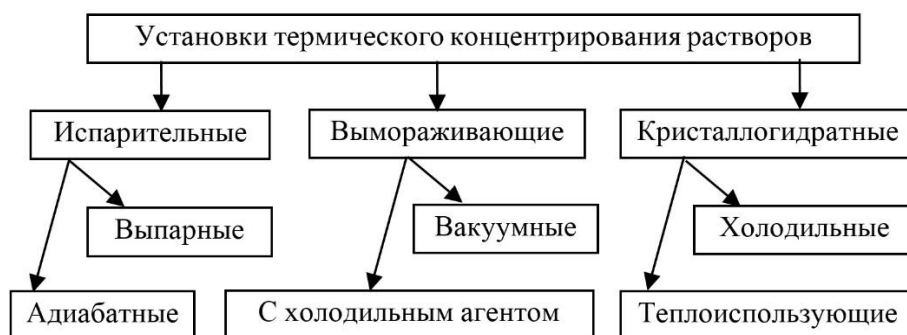 Установки термического концентрирования растворов
Испарительные
Вымораживающие
Кристаллогидратные
Выпарные
Вакуумные
Холодильные
Адиабатные
С холодильным агентом
Теплоиспользующие